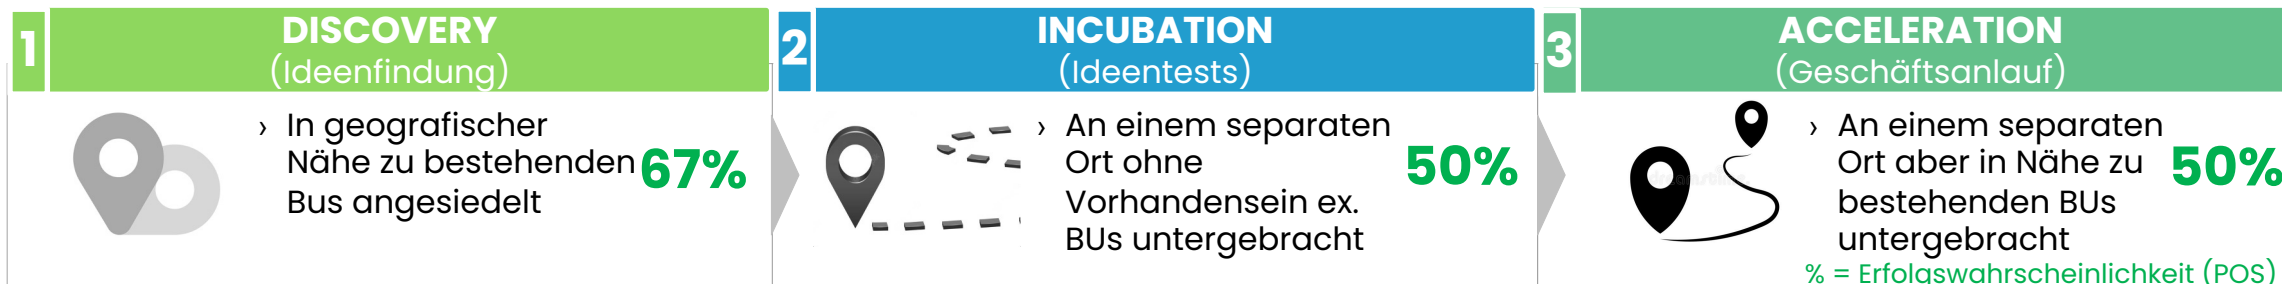 1
DISCOVERY
(Ideenfindung)
› In geografischer
Nähe zu bestehenden
Bus angesiedelt
67%
2
INCUBATION
(Ideentests)
› An einem separaten
Ort ohne
Vorhandensein ex.
BUs untergebracht
50%
3
ACCELERATION
(Geschäftsanlauf)
› An einem separaten
Ort aber in Nähe zu
bestehenden BUs
untergebracht
50%
% = Erfolgswahrscheinlichkeit (POS)